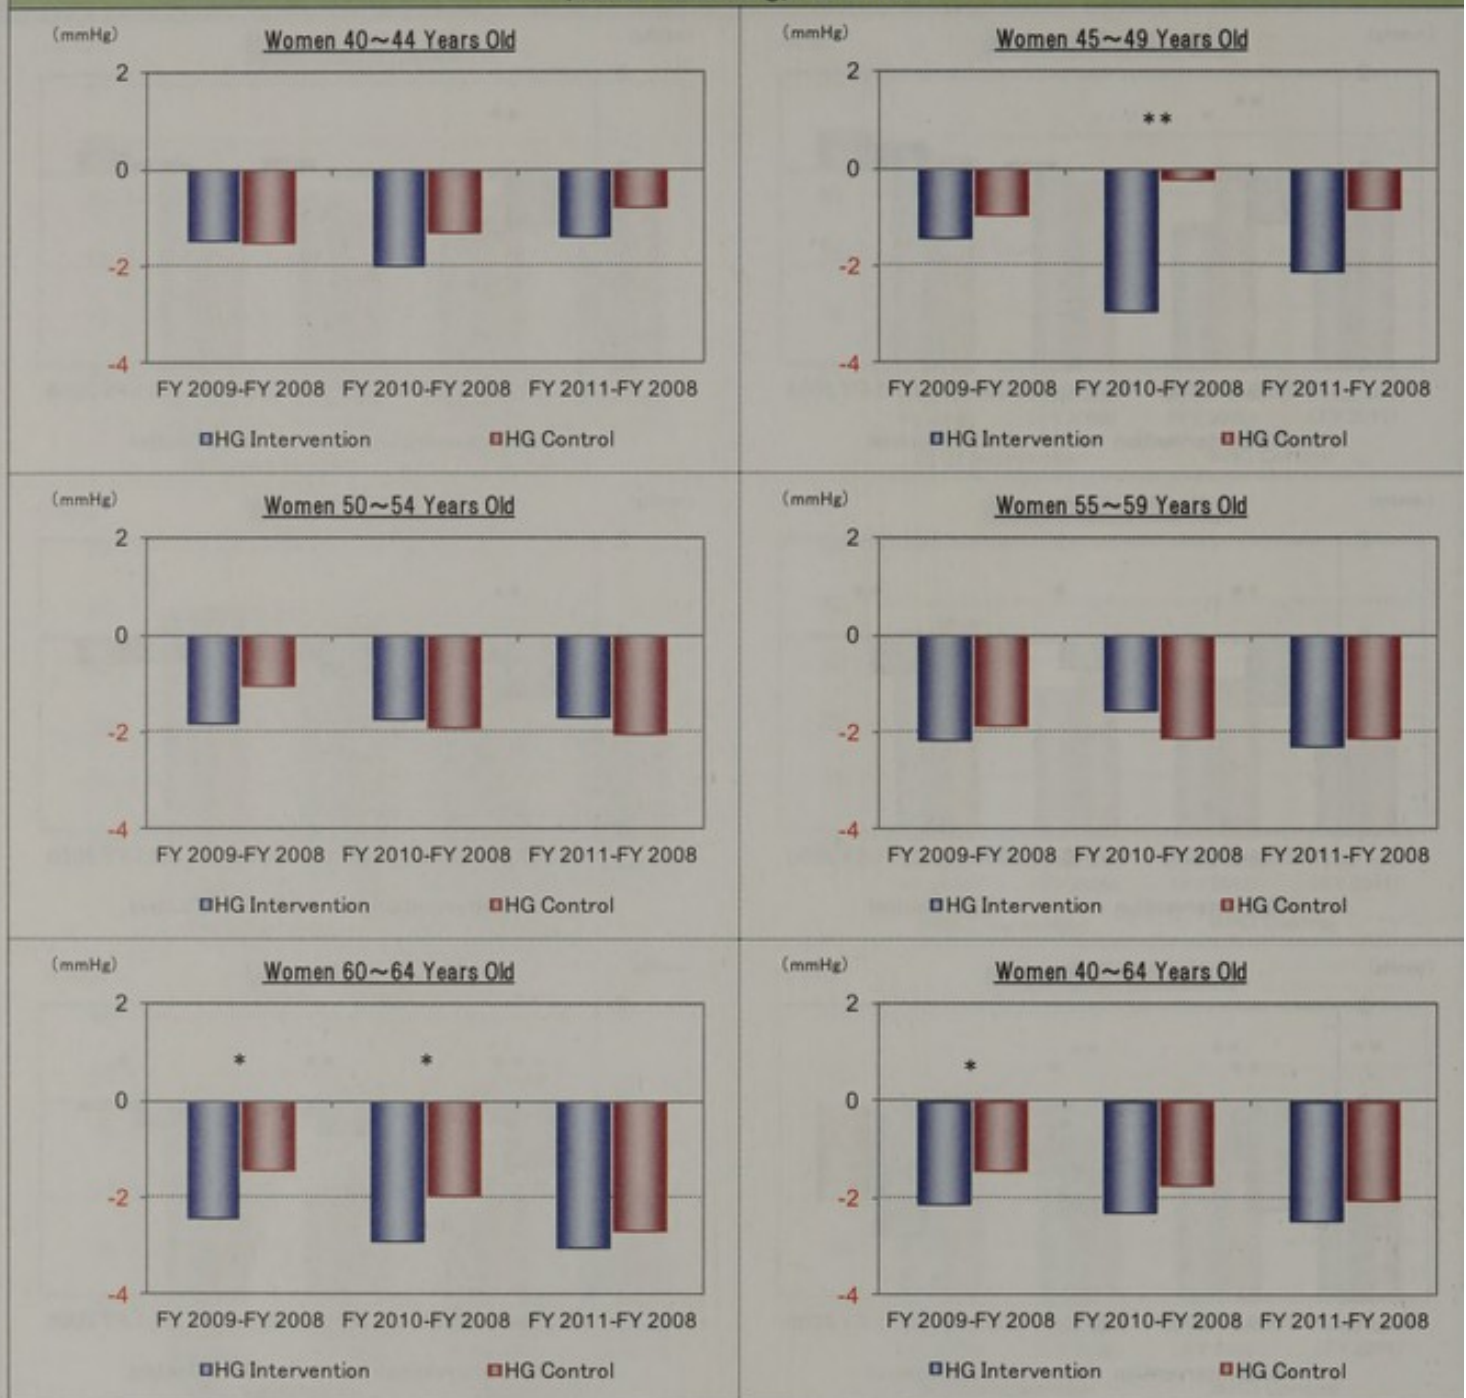 (mmHg)
Women 40～44 Years Old
2
0
-2
-4
FY 2009-FY 2008 FY 2010-FY 2008 FY 2011-FY 2008
HG Intervention HG Control
(mmHg)
Women 45～49 Years Old
2
**
0
-2
-4
FY 2009-FY 2008 FY 2010-FY 2008 FY 2011-FY 2008
HG Intervention HG Control
(mmHg)
Women 50～54 Years Old
2
0
-2
-4
FY 2009-FY 2008 FY 2010-FY 2008 FY 2011-FY 2008
HG Intervention HG Control
(mmHg)
Women 55～59 Years Old
2
0
-2
-4
FY 2009-FY 2008 FY 2010-FY 2008 FY 2011-FY 2008
HG Intervention HG Control
(mmHg)
Women 60～64 Years Old
2
* *
0
-2
-4
FY 2009-FY 2008 FY 2010-FY 2008 FY 2011-FY 2008
HG Intervention HG Control
(mmHg)
Women 40～64 Years Old
2
*
0
-2
-4
FY 2009-FY 2008 FY 2010-FY 2008 FY 2011-FY 2008
HG Intervention HG Control